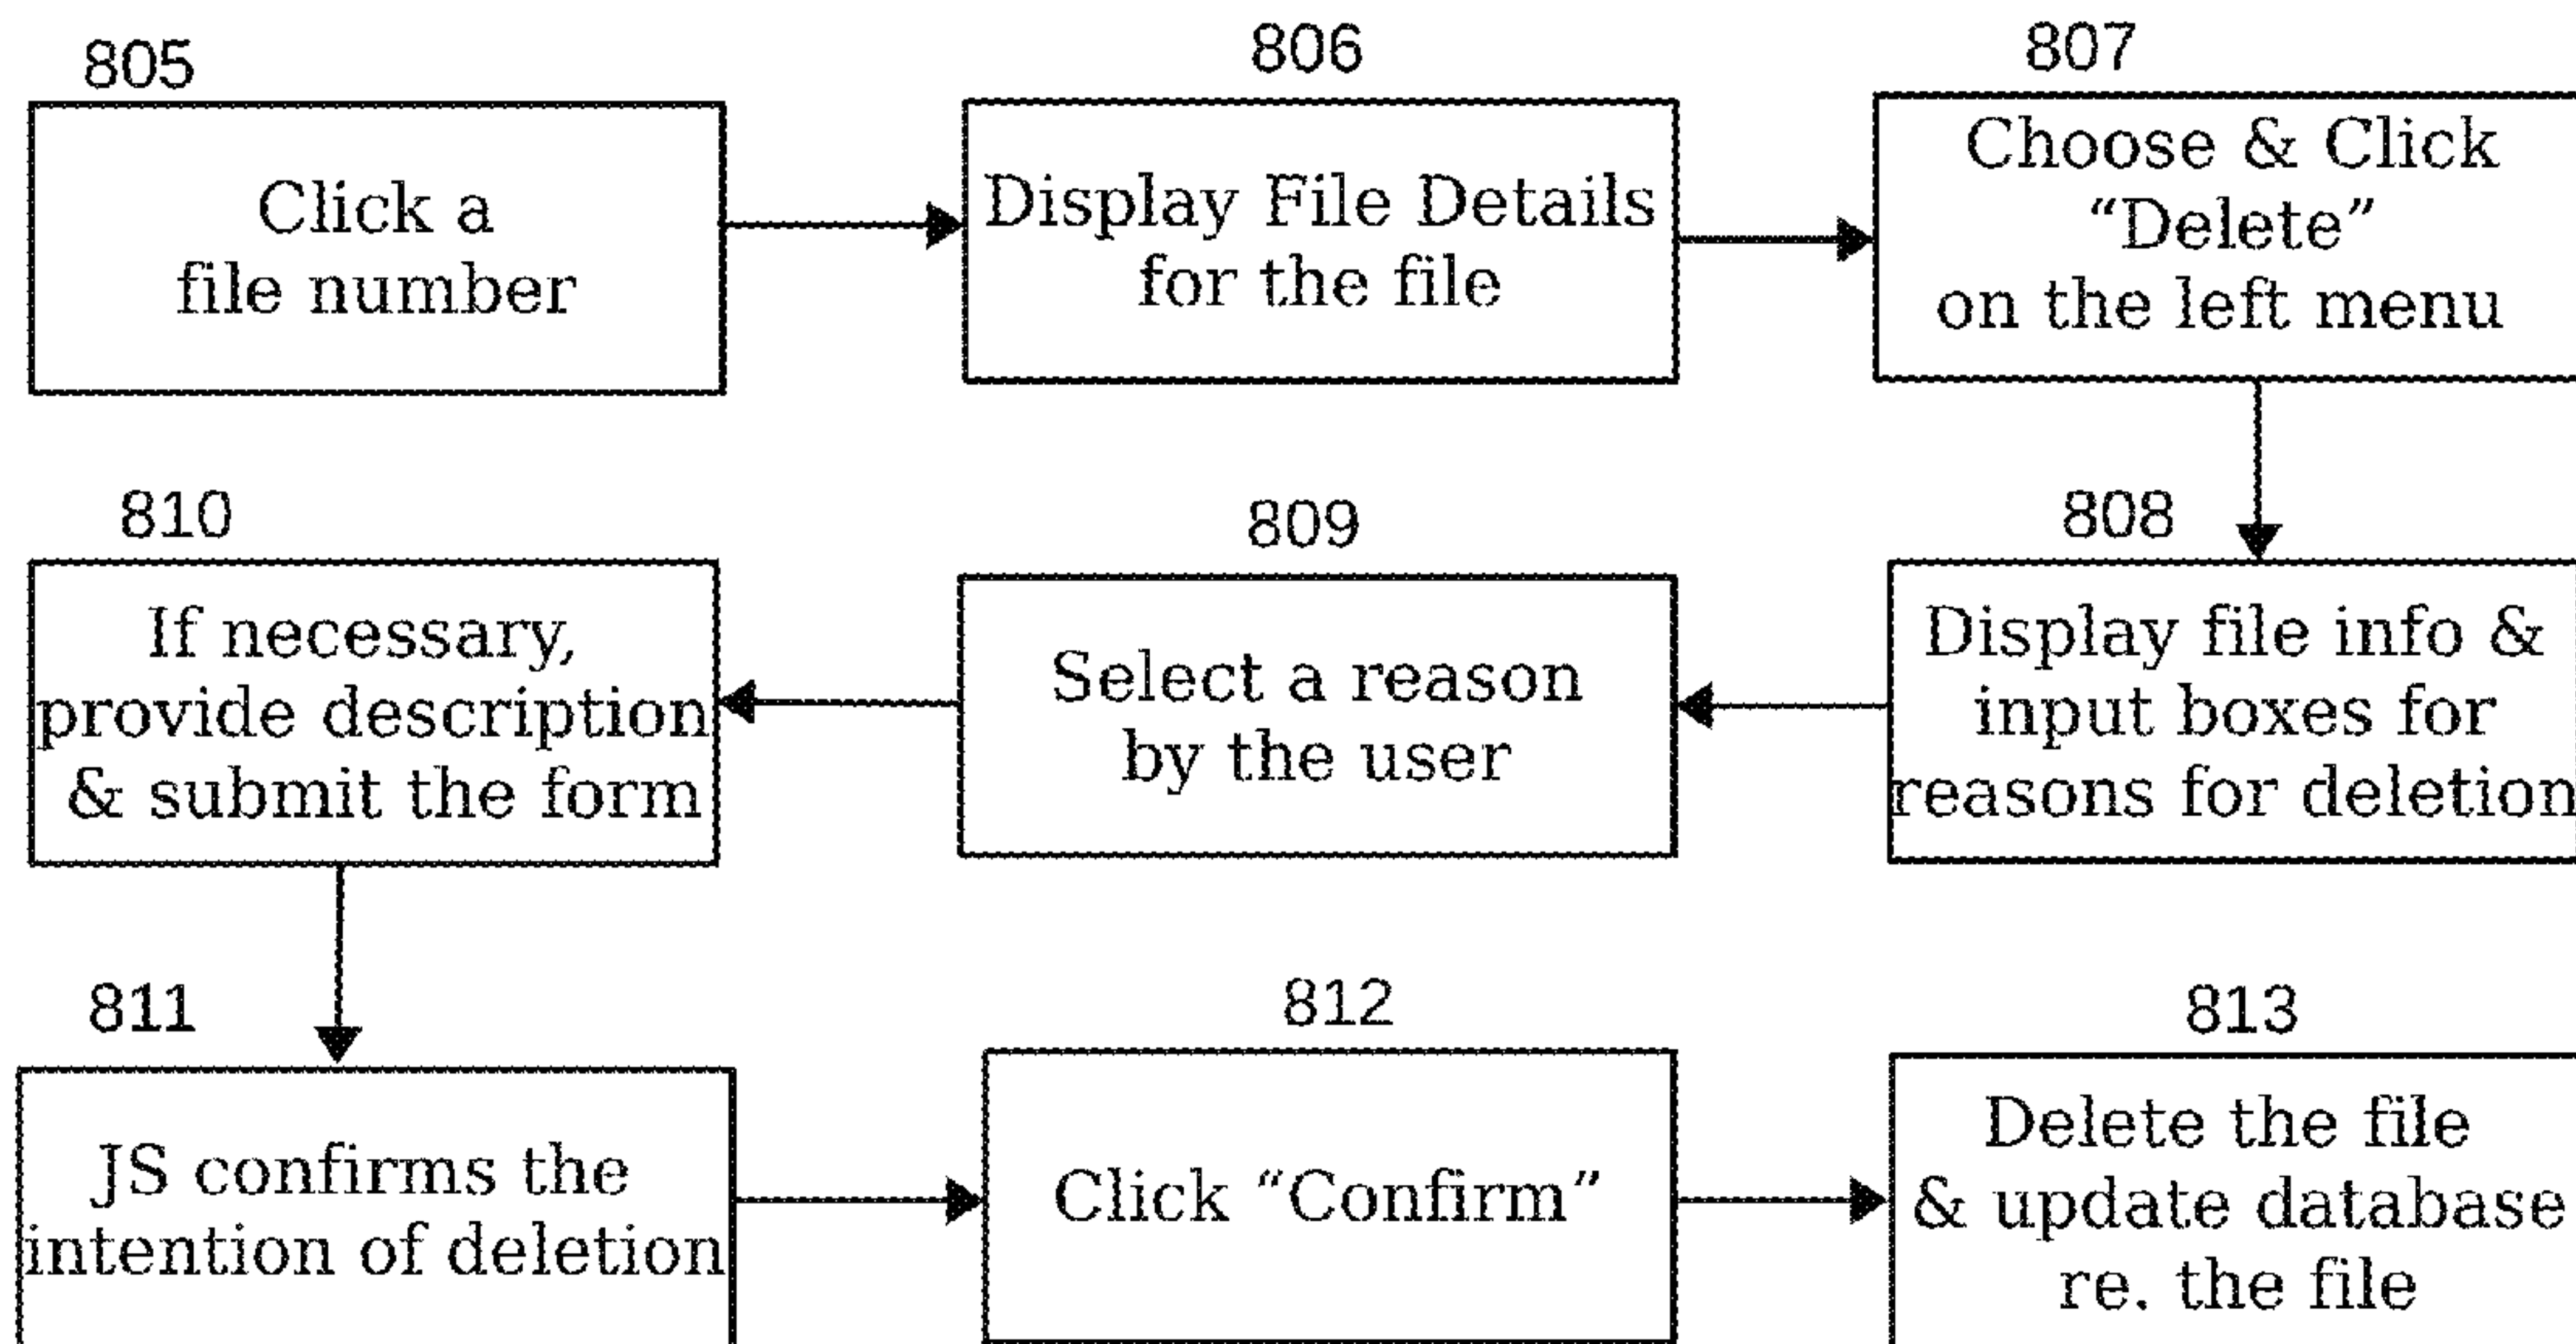 805
Click a
file number
806
Display File Details
for the file
807
Choose & Click
“Delete”
on the left menu
808
Display file info &
input boxes for
reasons for deletion
809
Select a reason
by the user
810
If necessary,
provide description
& submit the form
811
JS confirms the
intention of deletion
812
Click “Confirm”
813
Delete the file
& update database
re. the file